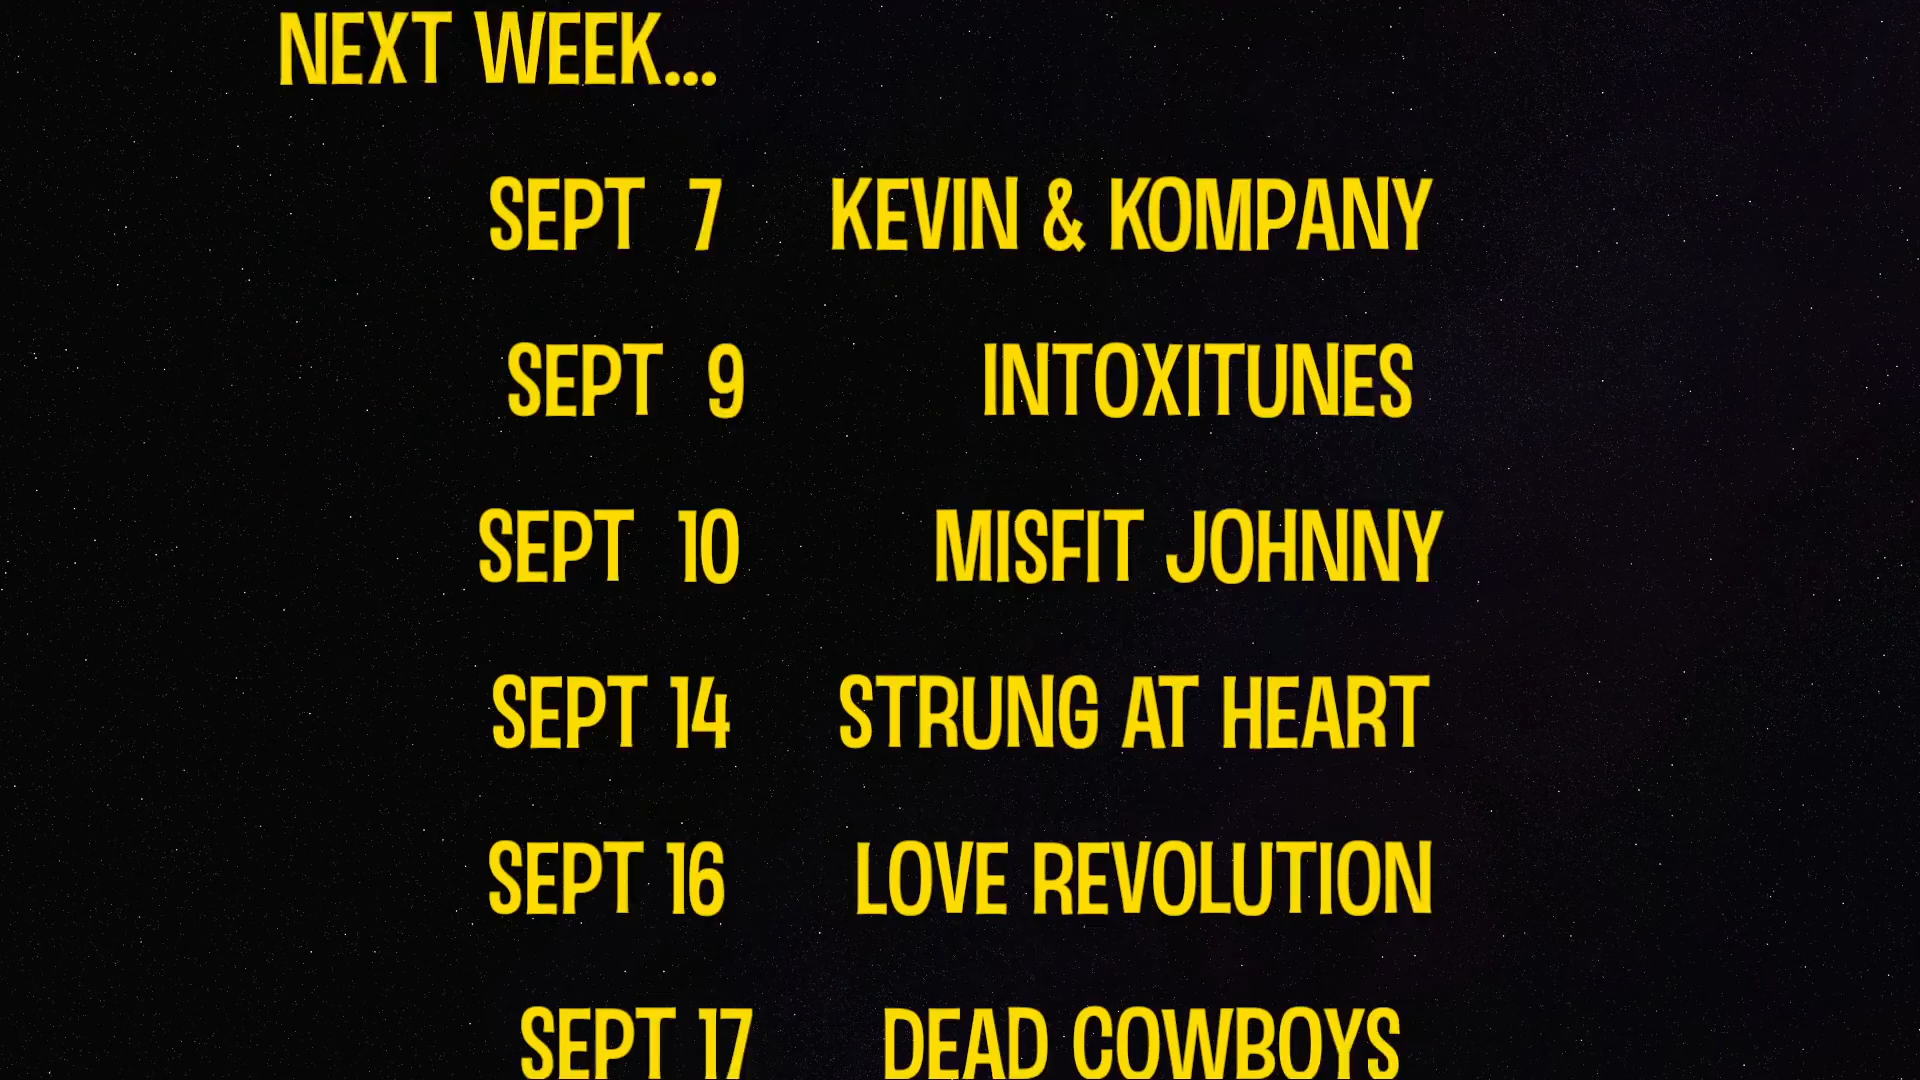 NEXT WEEK...
SEPT 7 KEVIN & KOMPANY
SEPT 9 INTOXITUNES
SEPT 10 MISFIT JOHNNY
SEPT 14 STRUNG AT HEART
SEPT 16 LOVE REVOLUTION
SEPT 17 DEAD COWBOYS